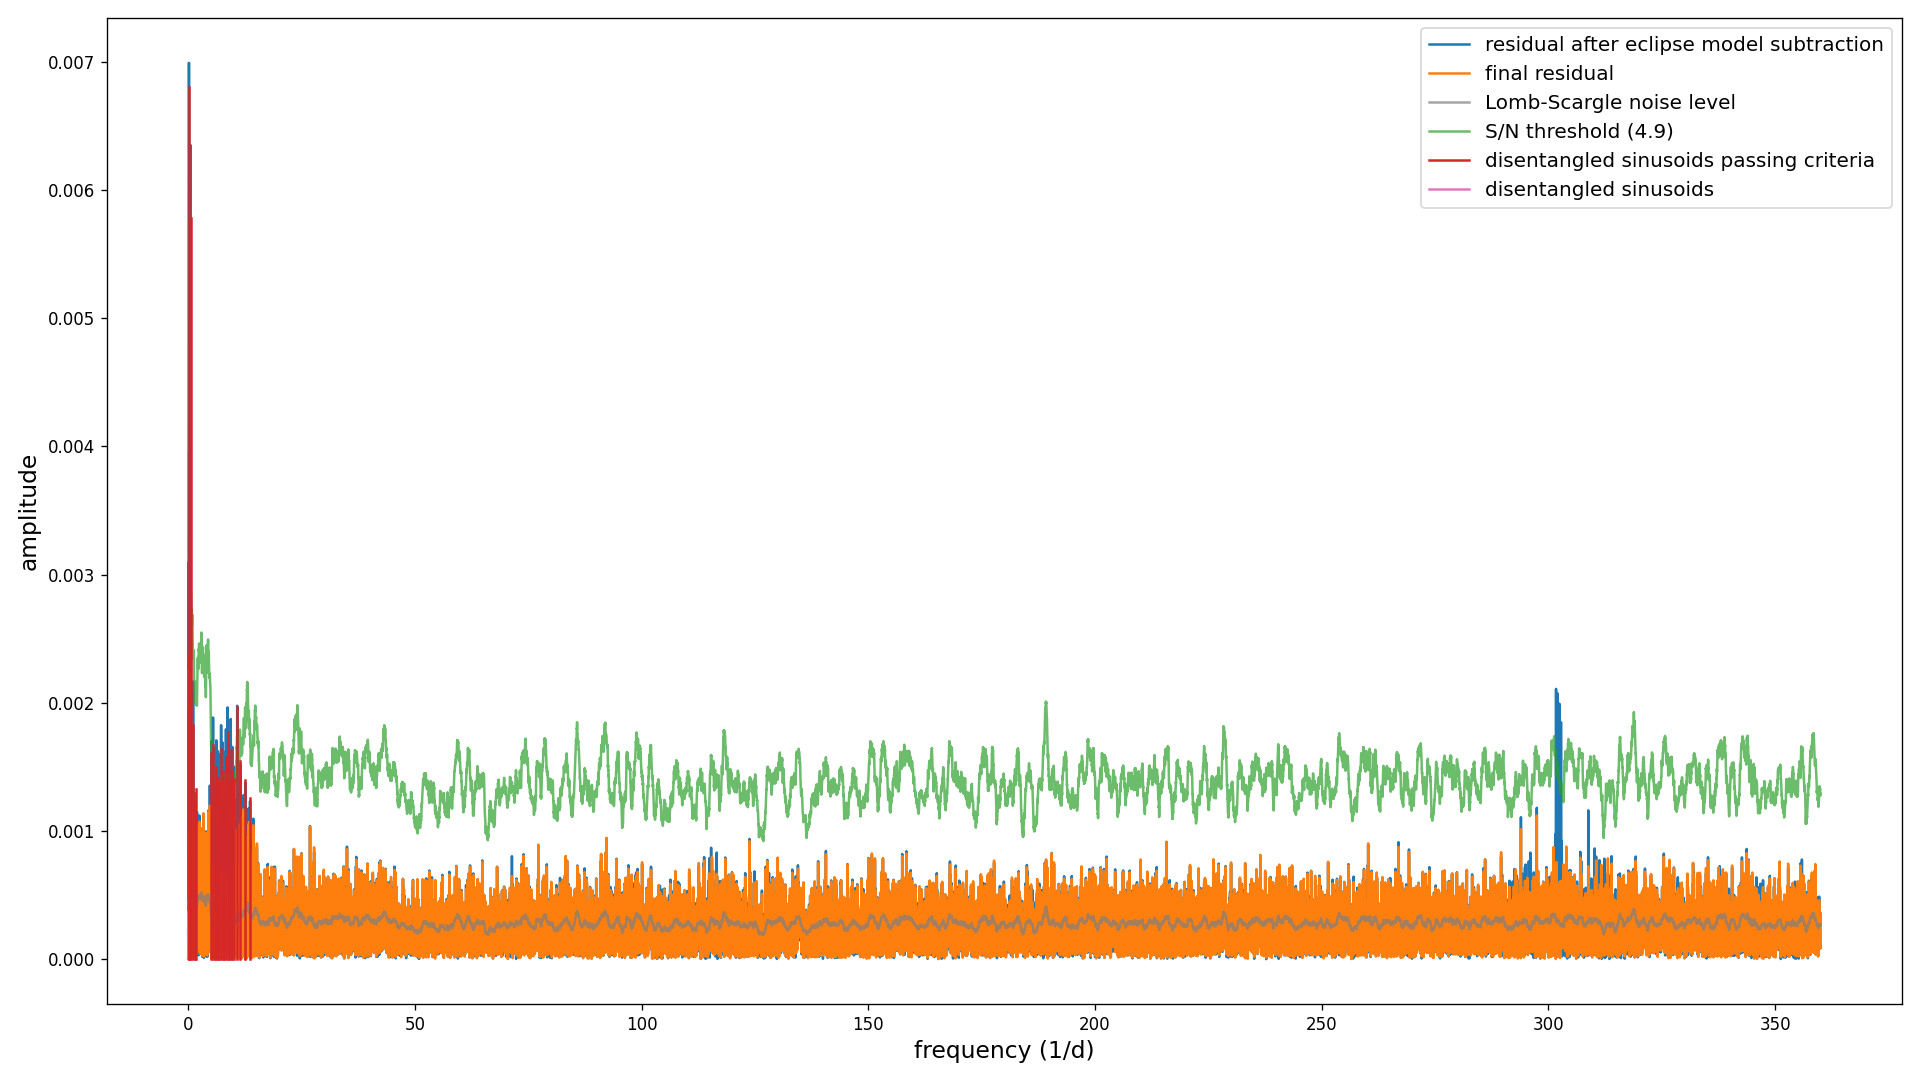 residual after eclipse model subtraction
final residual
Lomb-Scargle noise level
S/N threshold (4.9)
disentangled sinusoids passing criteria
disentangled sinusoids
0.007
0.006
0.005
0.004
0.003
0.002
0.001
0.000
amplitude
0 50 100 150 200 250 300 350
frequency (1/d)